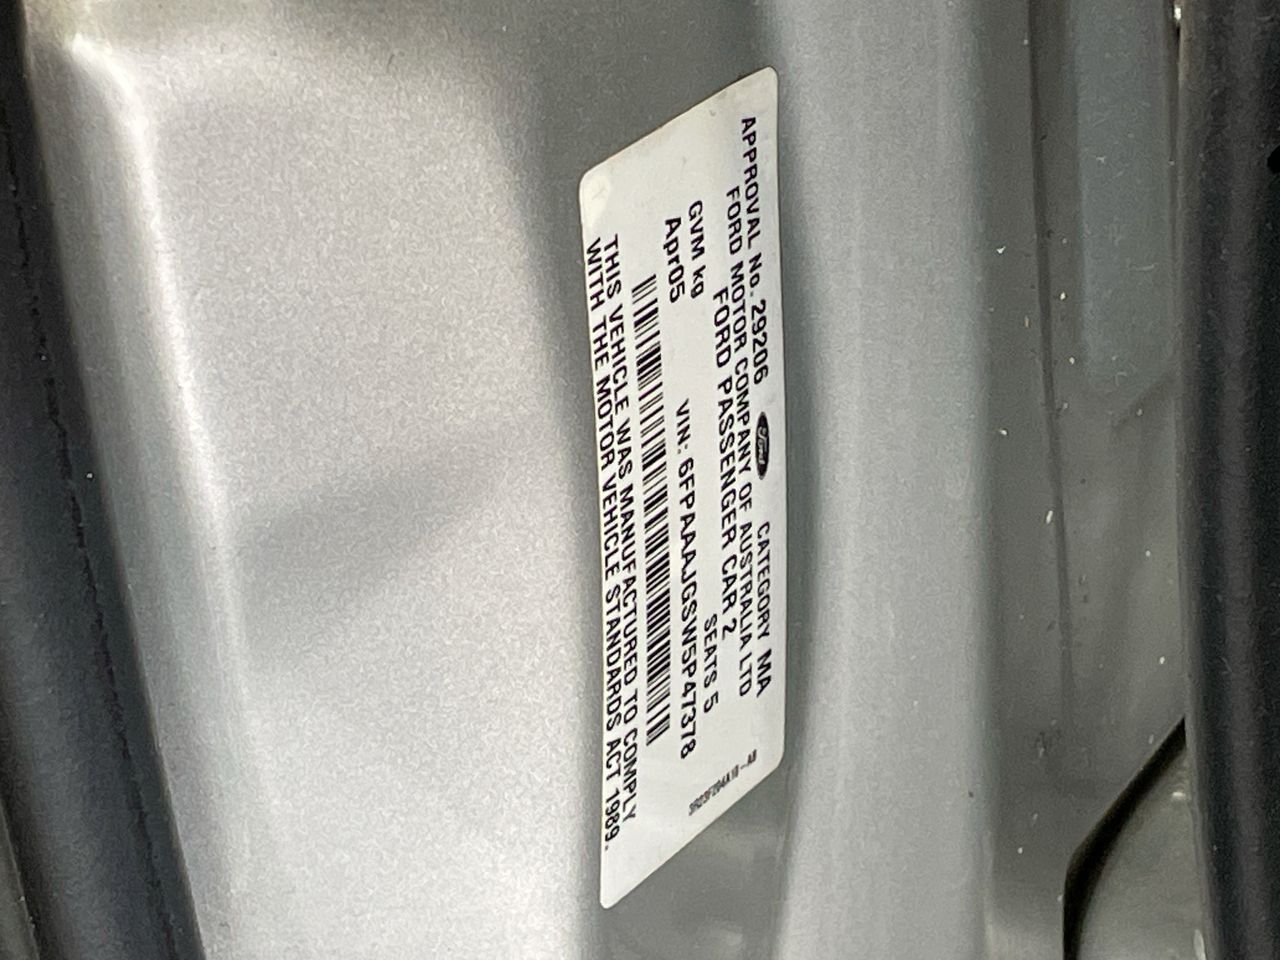 APPROVAL No. 29206 Ford CATEGORY MA
FORD MOTOR COMPANY OF AUSTRALIA LTD
FORD PASSENGER CAR 2
GVM kg SEATS 5
Apr05 VIN: 6FPAAAJGSW5P47378
THIS VEHICLE WAS MANUFACTURED TO COMPLY
WITH THE MOTOR VEHICLE STANDARDS ACT 1989.